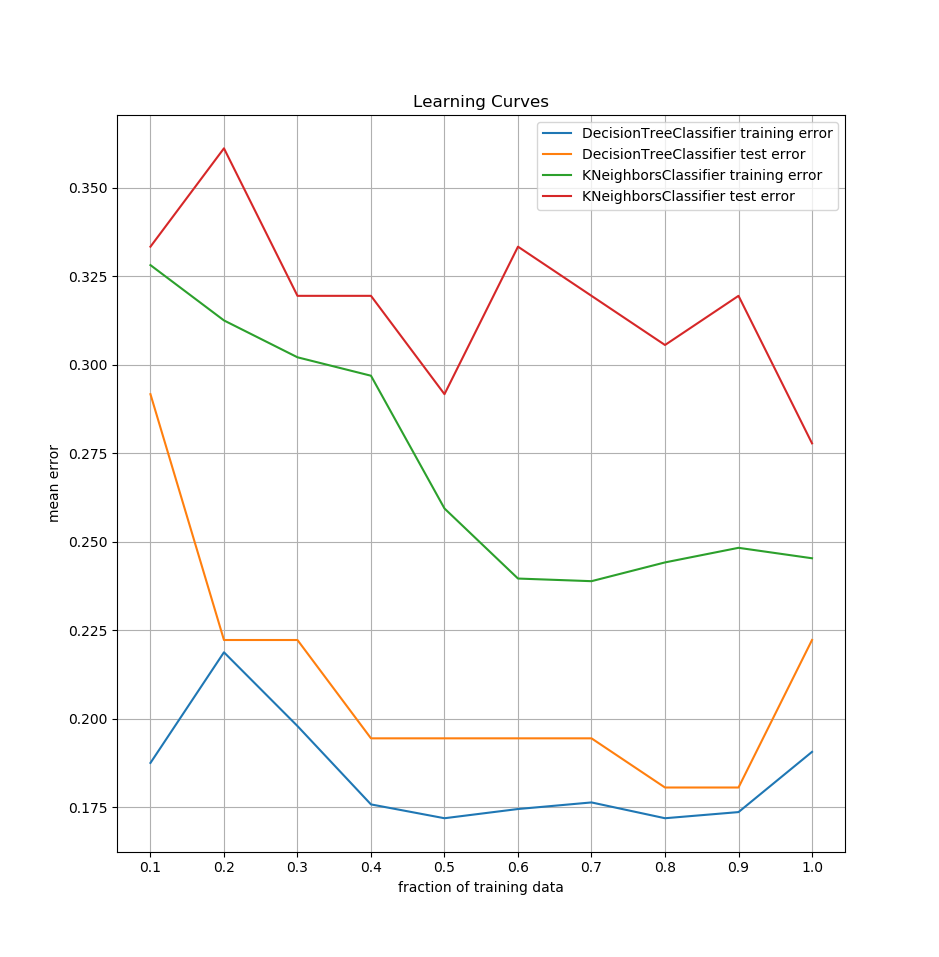 Learning Curves
DecisionTreeClassifier training error
DecisionTreeClassifier test error
KNeighborsClassifier training error
KNeighborsClassifier test error
0.350
0.325
0.300
0.275
0.250
0.225
0.200
0.175
mean error
0.1 0.2 0.3 0.4 0.5 0.6 0.7 0.8 0.9 1.0
fraction of training data